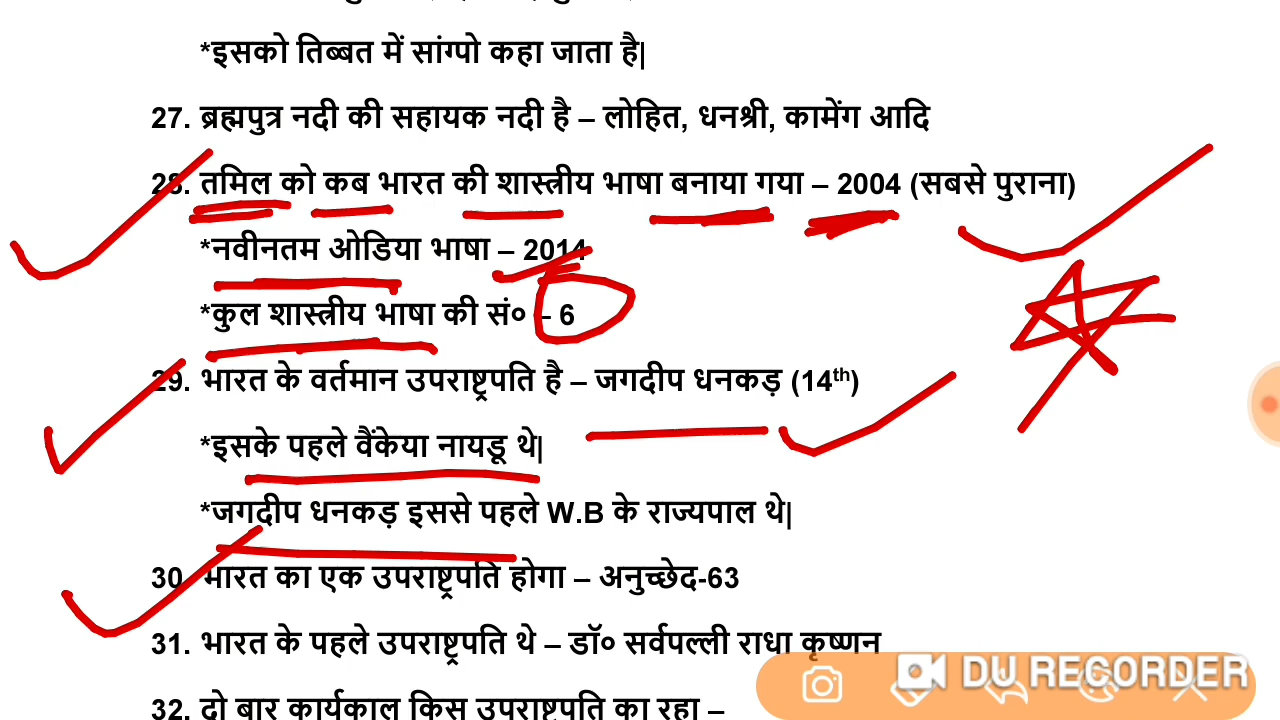 *इसको तिब्बत में सांग्पो कहा जाता है|
27. ब्रह्मपुत्र नदी की सहायक नदी है – लोहित, धनश्री, कामेंग आदि
28. तमिल को कब भारत की शास्त्रीय भाषा बनाया गया – 2004 (सबसे पुराना)
*नवीनतम ओडिया भाषा – 2014
*कुल शास्त्रीय भाषा की सं० – 6
29. भारत के वर्तमान उपराष्ट्रपति है – जगदीप धनकड़ (14th)
*इसके पहले वैंकेया नायडू थे|
*जगदीप धनकड़ इससे पहले W.B के राज्यपाल थे|
30. भारत का एक उपराष्ट्रपति होगा – अनुच्छेद-63
31. भारत के पहले उपराष्ट्रपति थे – डॉ० सर्वपल्ली राधा कृष्णन
32. दो बार कार्यकाल किस उपराष्ट्रपति का रहा –
DU RECORDER